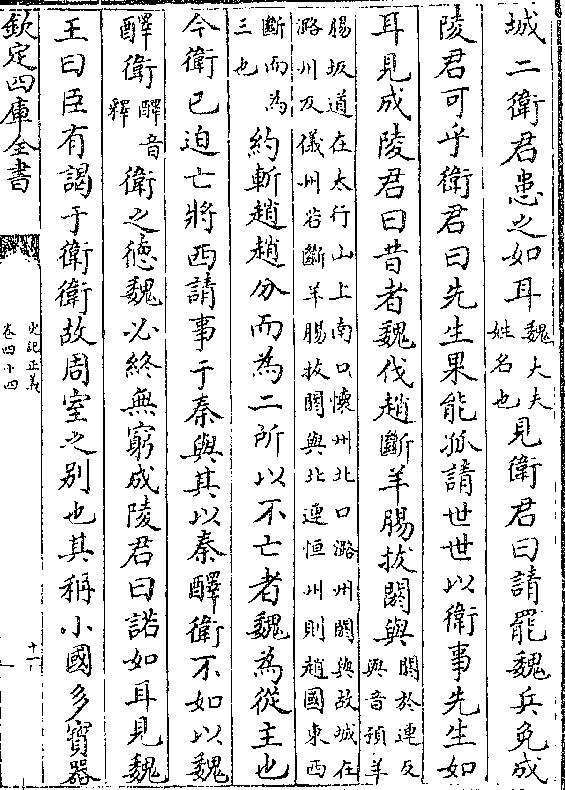 城二衛君患之如耳魏大夫姓名也見衛君曰請罷魏兵免成
陵君可乎衛君曰先生果能孤請世世以衛事先生如
耳見成陵君曰昔者魏伐趙斷羊腸拔閼與閼於連反與音預羊
腸坂道在太行山上南口懷州北口潞州閼與故城在
潞州及儀州若斷羊腸拔閼與北連恒州則趙國東西
斷而為三也約斬趙趙分而為二所以不亡者魏為從主也
今衛已迫亡將西請事于秦與其以秦醳衛不如以魏
醳衛醳音釋衛之德魏必終無窮成陵君曰諾如耳見魏
王曰臣有謁于衛衛故周室之别也其稱小國多寳器
欽定四庫全書
史記正義
卷四十四